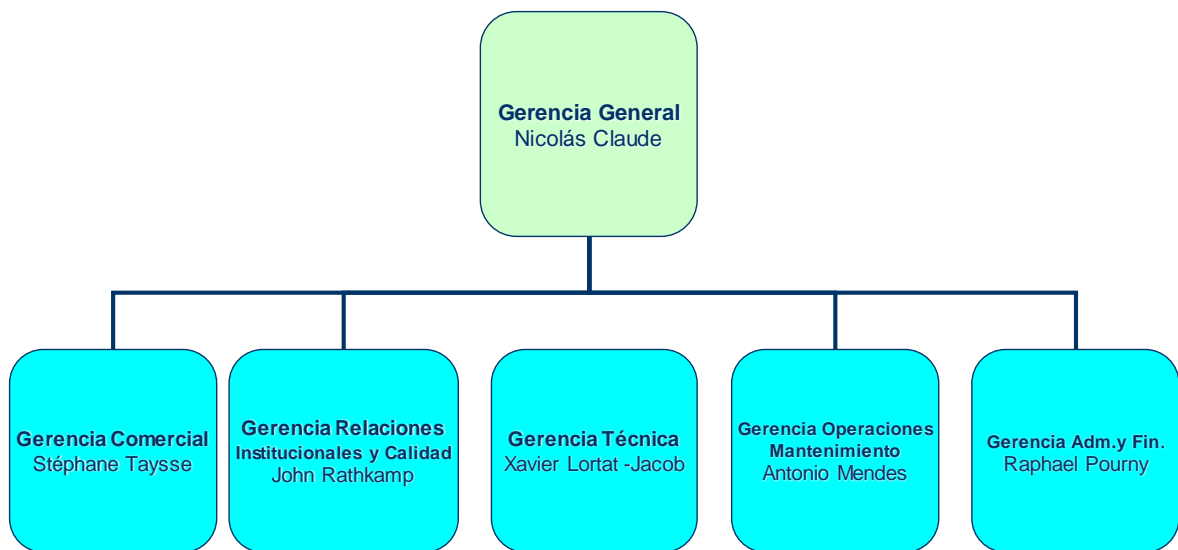 Gerencia General
Nicolás Claude
Gerencia Comercial
Stéphane Taysse
Gerencia Relaciones
Institucionales y Calidad
John Rathkamp
Gerencia Técnica
Xavier Lortat -Jacob
Gerencia Operaciones
Mantenimiento
Antonio Mendes
Gerencia Adm.y Fin.
Raphael Pourny